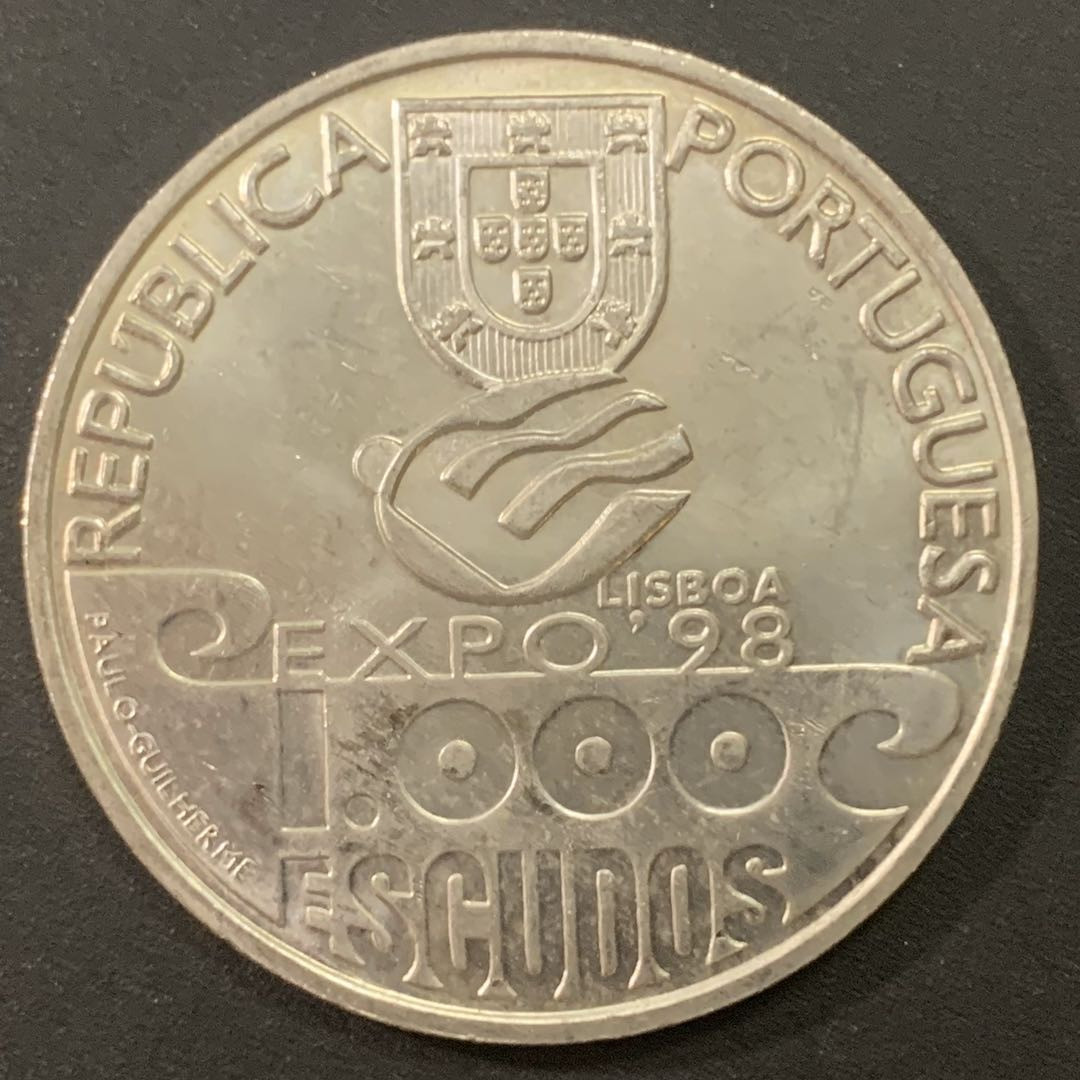 REPUBLICA PORTUGUESA
LISBOA
EXPO '98
1.000
ESCUDOS
PAULO-GUILHERME